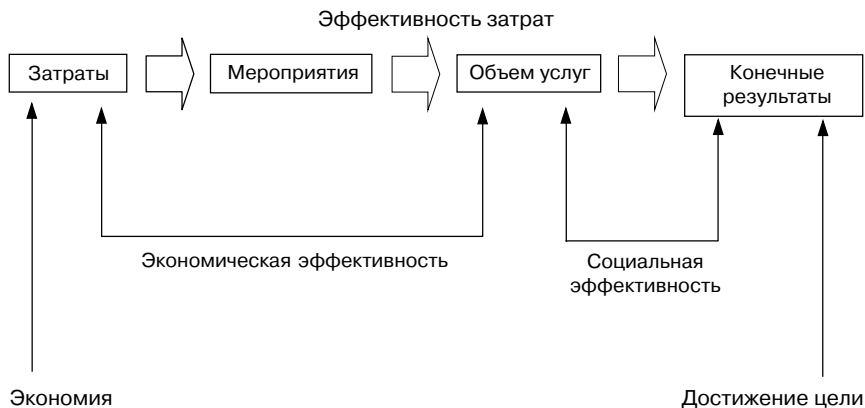 Эффективность затрат
Затраты
Мероприятия
Объем услуг
Конечные
результаты
Экономическая эффективность
Социальная
эффективность
Экономия
Достижение цели